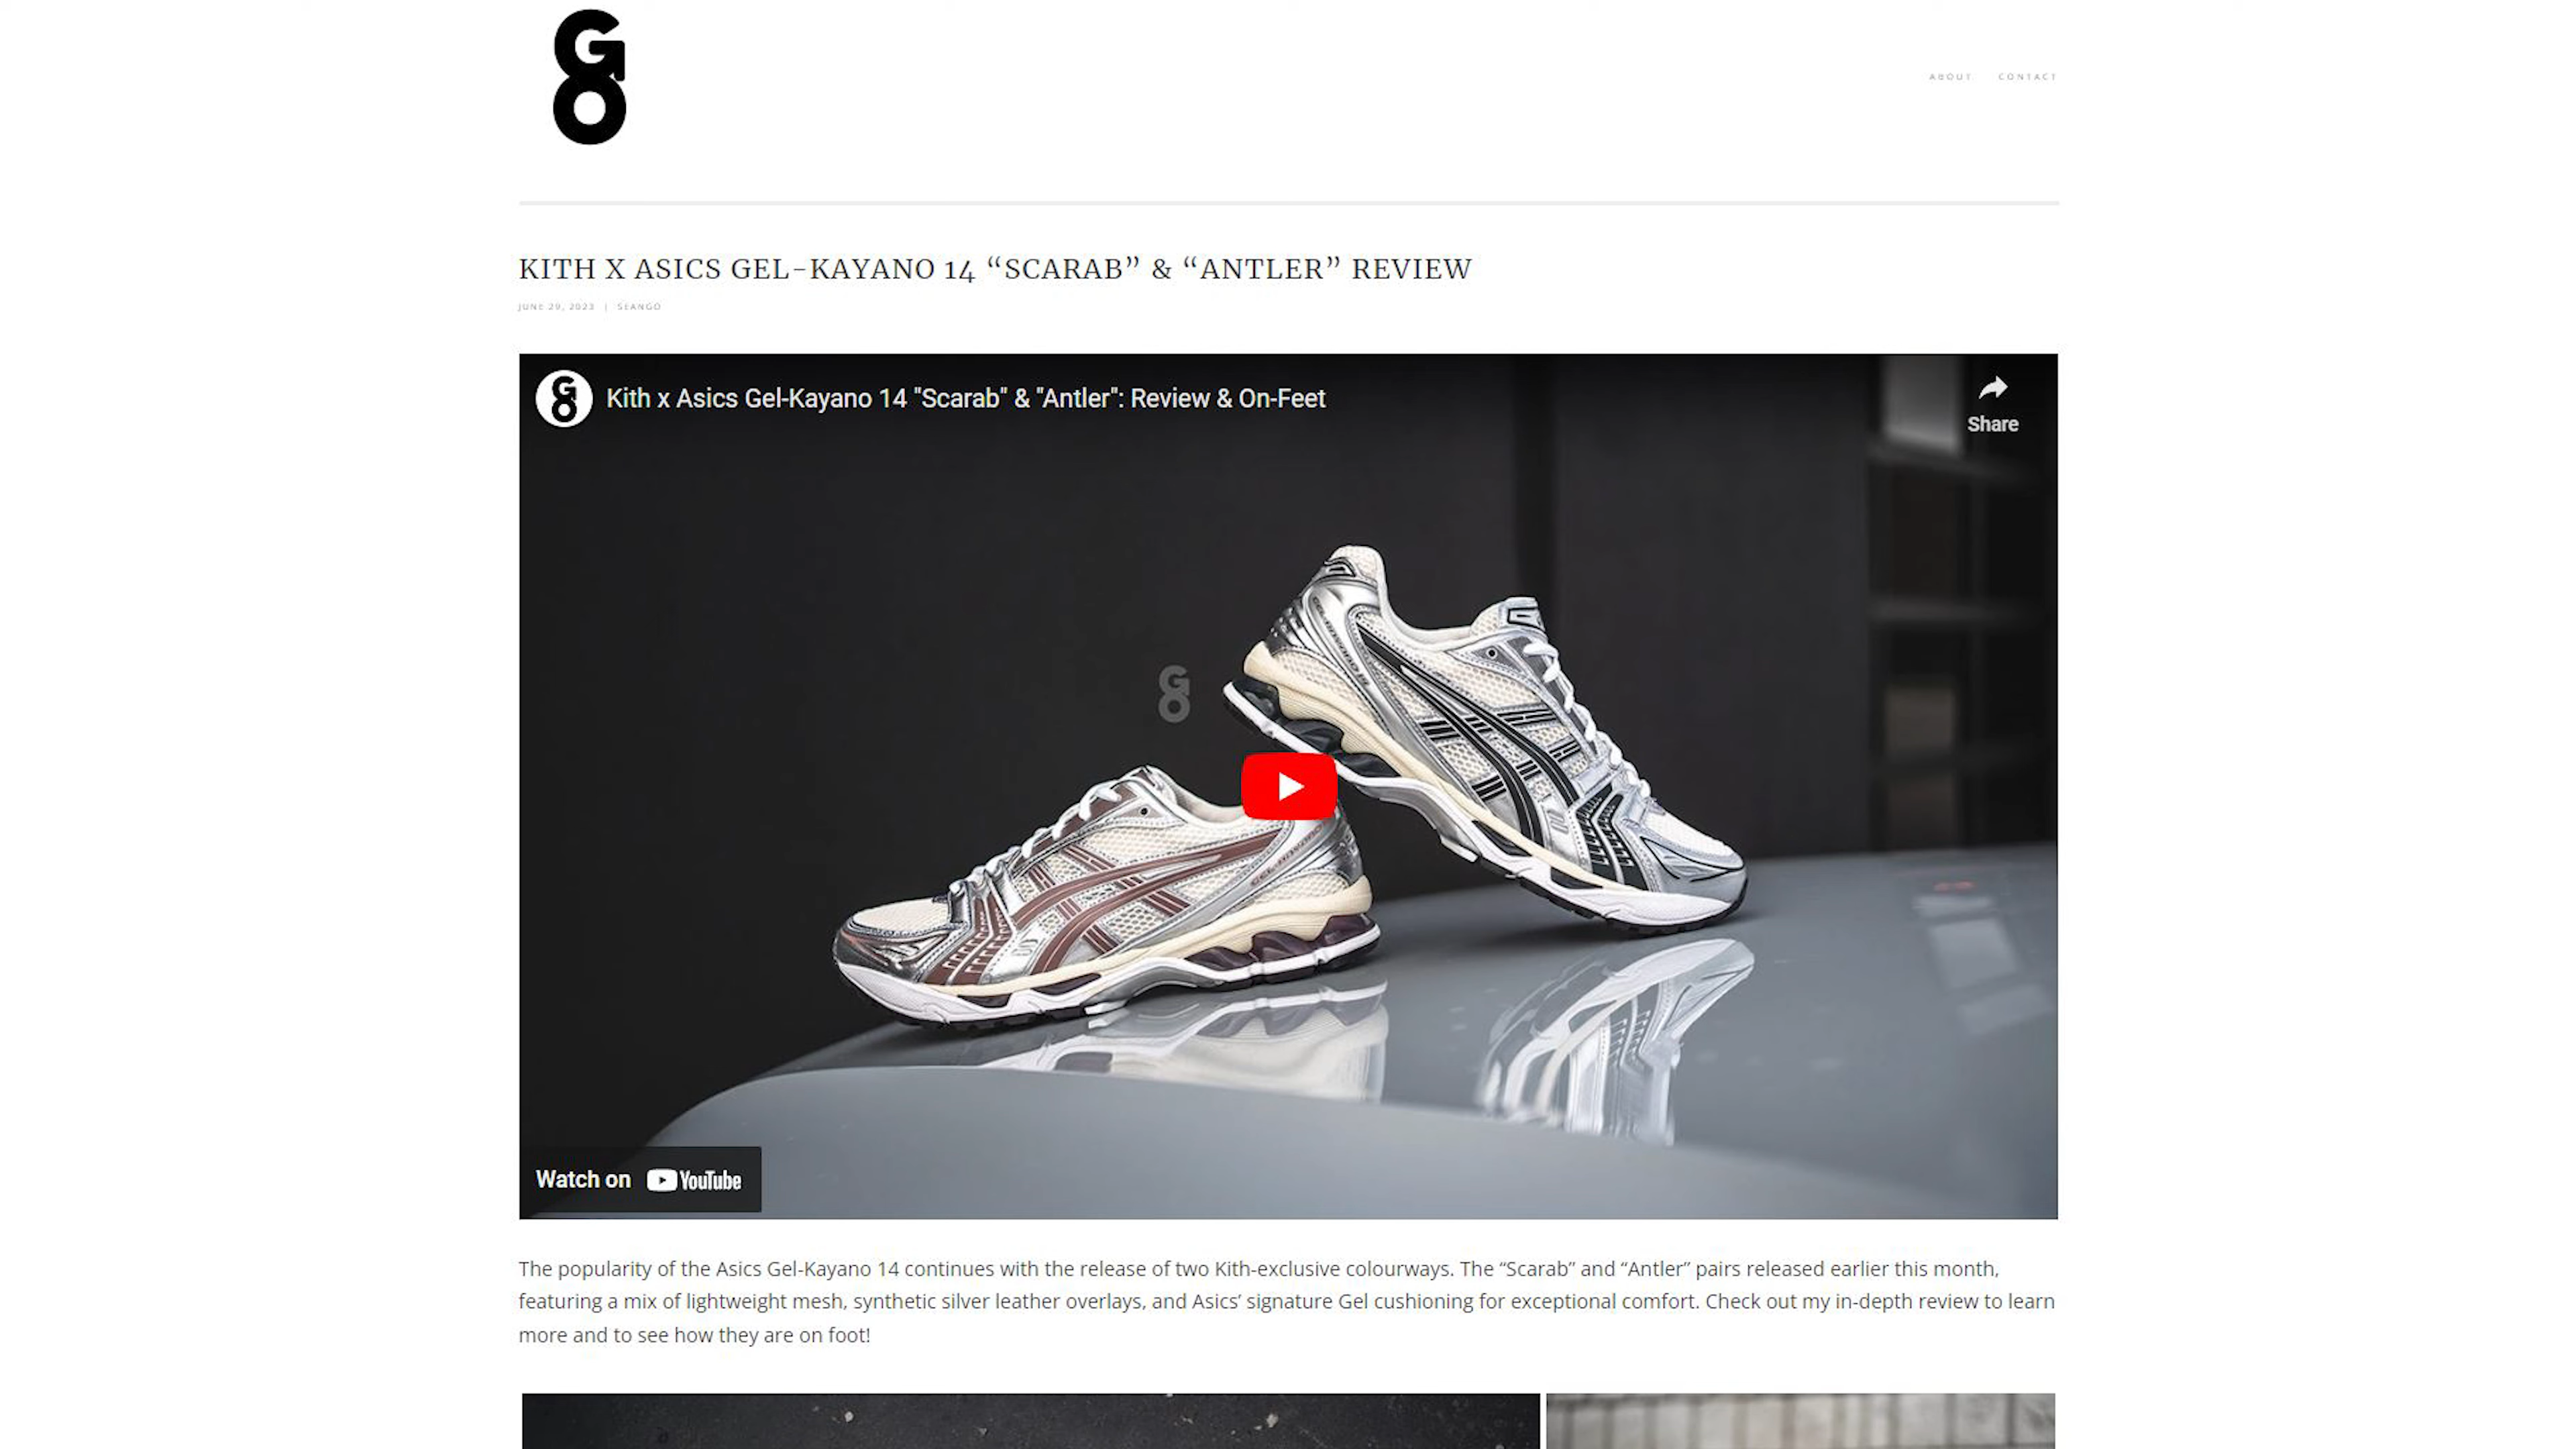 GO
ABOUT CONTACT
KITH X ASICS GEL-KAYANO 14 “SCARAB” & “ANTLER” REVIEW
JUNE 29, 2023 | SEANGO
GO Kith x Asics Gel-Kayano 14 "Scarab" & "Antler": Review & On-Feet
Share
GO
Watch on YouTube
The popularity of the Asics Gel-Kayano 14 continues with the release of two Kith-exclusive colourways. The “Scarab” and “Antler” pairs released earlier this month,
featuring a mix of lightweight mesh, synthetic silver leather overlays, and Asics’ signature Gel cushioning for exceptional comfort. Check out my in-depth review to learn
more and to see how they are on foot!